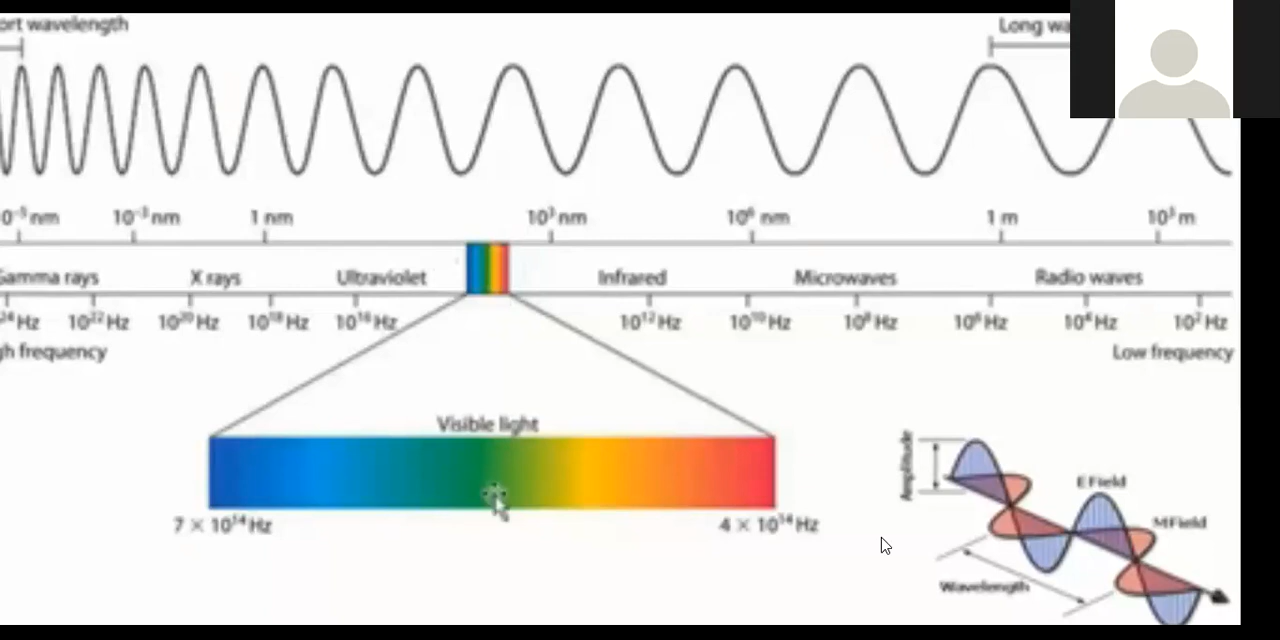 ort wavelength
Long wa
0⁻⁵ nm 10⁻³ nm 1 nm 10³ nm 10⁶ nm 1 m 10³ m
Gamma rays X rays Ultraviolet Infrared Microwaves Radio waves
²⁴ Hz 10²² Hz 10²⁰ Hz 10¹⁸ Hz 10¹⁶ Hz 10¹² Hz 10¹⁰ Hz 10⁸ Hz 10⁶ Hz 10⁴ Hz 10² Hz
gh frequency
Low frequency
Visible light
7 × 10¹⁴ Hz
4 × 10¹⁴ Hz
Amplitude
E Field
M Field
Wavelength